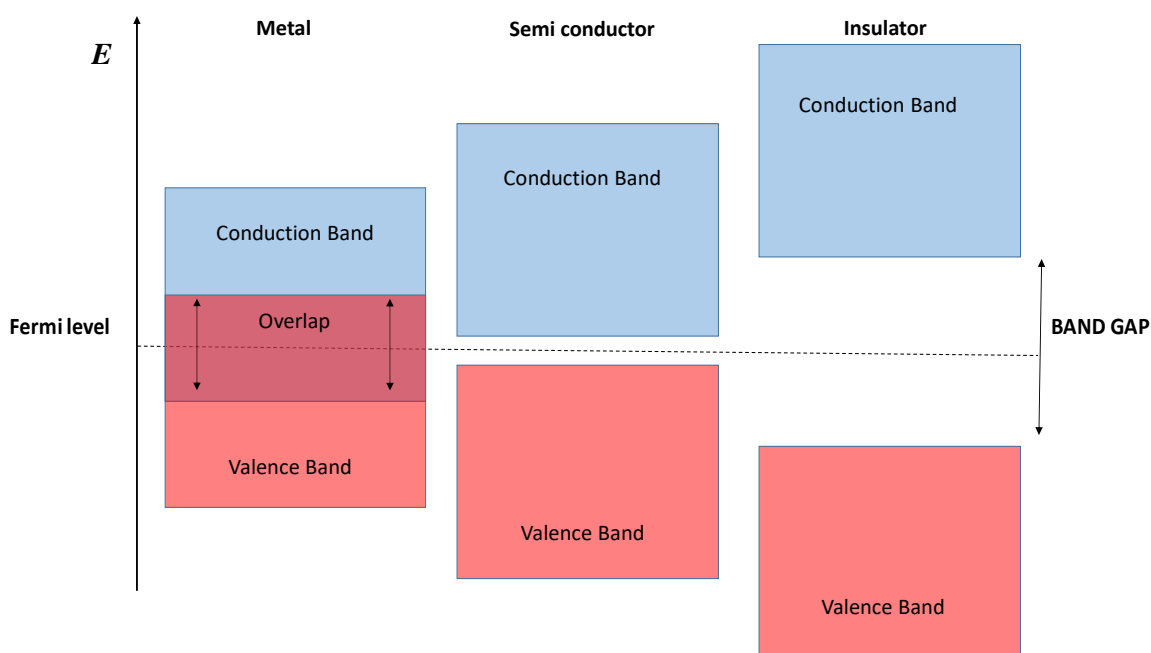 Metal
Semi conductor
Insulator
E
Conduction Band
Conduction Band
Conduction Band
Overlap
Fermi level
BAND GAP
Valence Band
Valence Band
Valence Band